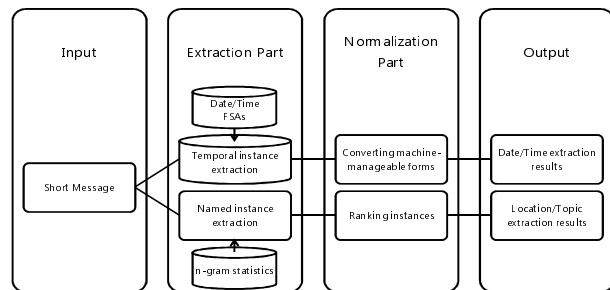 Input
Extraction Part
Normalization
Part
Output
Date/Time
FSAs
Temporal instance
extraction
Converting machine-
manageable forms
Date/Time extraction
results
Short Message
Named instance
extraction
Ranking instances
Location/Topic
extraction results
n-gram statistics